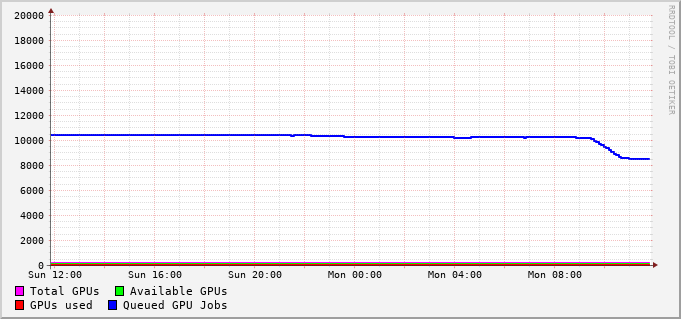 20000
18000
16000
14000
12000
10000
8000
6000
4000
2000
0
Sun 12:00 Sun 16:00 Sun 20:00 Mon 00:00 Mon 04:00 Mon 08:00
Total GPUs Available GPUs
GPUs used Queued GPU Jobs
RRDTOOL / TOBI OETIKER